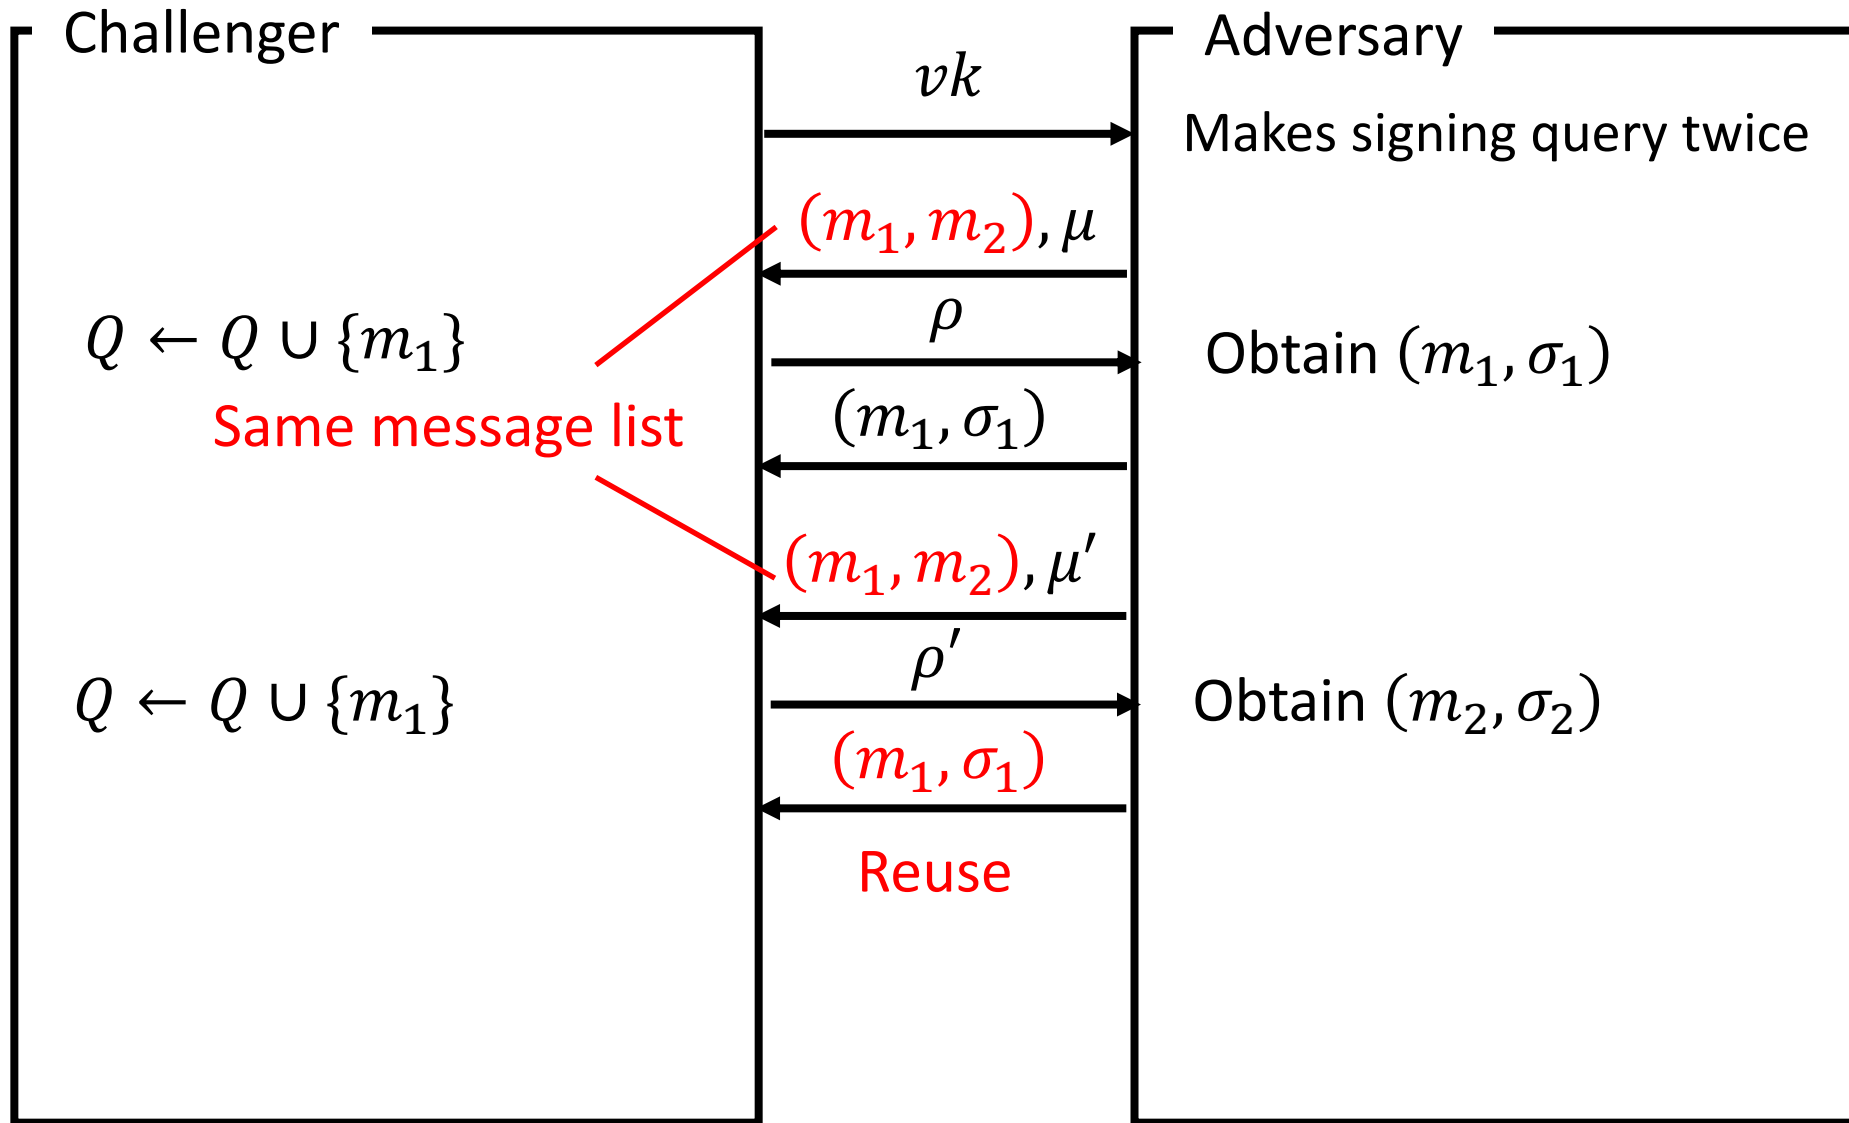 Challenger
Adversary
vk
Makes signing query twice
(m₁, m₂), μ
ρ
Q ← Q ∪ {m₁}
Obtain (m₁, σ₁)
Same message list
(m₁, σ₁)
(m₁, m₂), μ′
ρ′
Q ← Q ∪ {m₁}
Obtain (m₂, σ₂)
(m₁, σ₁)
Reuse